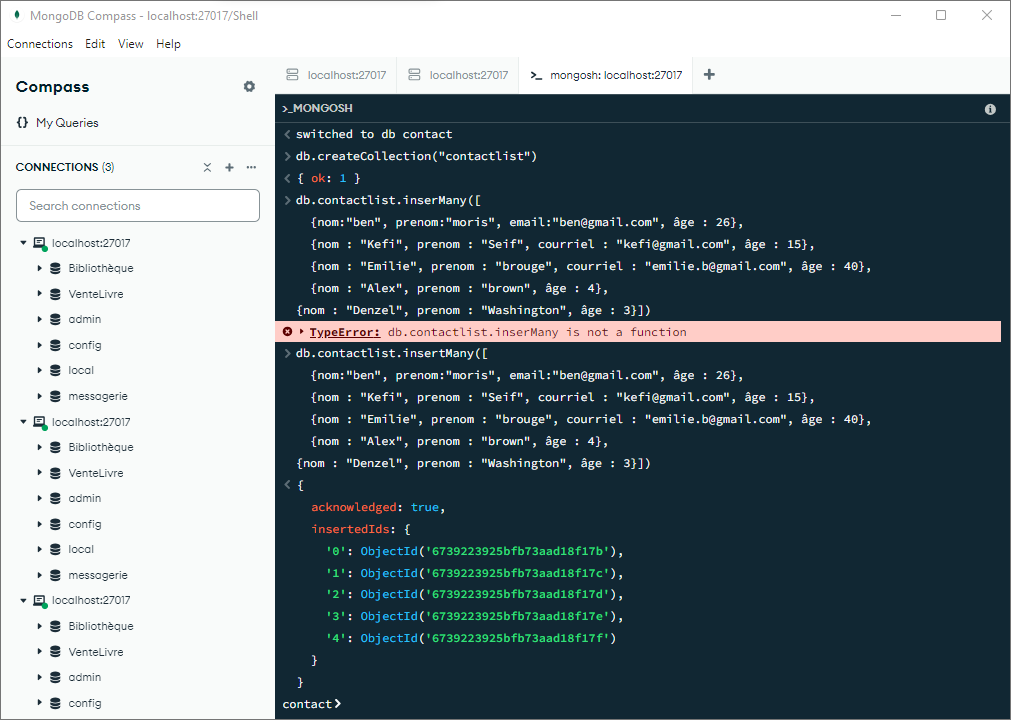 MongoDB Compass - localhost:27017/Shell
Connections Edit View Help
Compass
{} My Queries
CONNECTIONS (3)
Search connections
localhost:27017
Bibliothèque
VenteLivre
admin
config
local
messagerie
localhost:27017
Bibliothèque
VenteLivre
admin
config
local
messagerie
localhost:27017
Bibliothèque
VenteLivre
admin
config
localhost:27017 localhost:27017 >_ mongosh: localhost:27017 +
>_MONGOSH
< switched to db contact
> db.createCollection("contactlist")
< { ok: 1 }
> db.contactlist.inserMany([
{nom:"ben", prenom:"moris", email:"ben@gmail.com", âge : 26},
{nom : "Kefi", prenom : "Seif", courriel : "kefi@gmail.com", âge : 15},
{nom : "Emilie", prenom : "brouge", courriel : "emilie.b@gmail.com", âge : 40},
{nom : "Alex", prenom : "brown", âge : 4},
{nom : "Denzel", prenom : "Washington", âge : 3}])
TypeError: db.contactlist.inserMany is not a function
> db.contactlist.insertMany([
{nom:"ben", prenom:"moris", email:"ben@gmail.com", âge : 26},
{nom : "Kefi", prenom : "Seif", courriel : "kefi@gmail.com", âge : 15},
{nom : "Emilie", prenom : "brouge", courriel : "emilie.b@gmail.com", âge : 40},
{nom : "Alex", prenom : "brown", âge : 4},
{nom : "Denzel", prenom : "Washington", âge : 3}])
< {
acknowledged: true,
insertedIds: {
'0': ObjectId('6739223925bfb73aad18f17b'),
'1': ObjectId('6739223925bfb73aad18f17c'),
'2': ObjectId('6739223925bfb73aad18f17d'),
'3': ObjectId('6739223925bfb73aad18f17e'),
'4': ObjectId('6739223925bfb73aad18f17f')
}
}
contact>